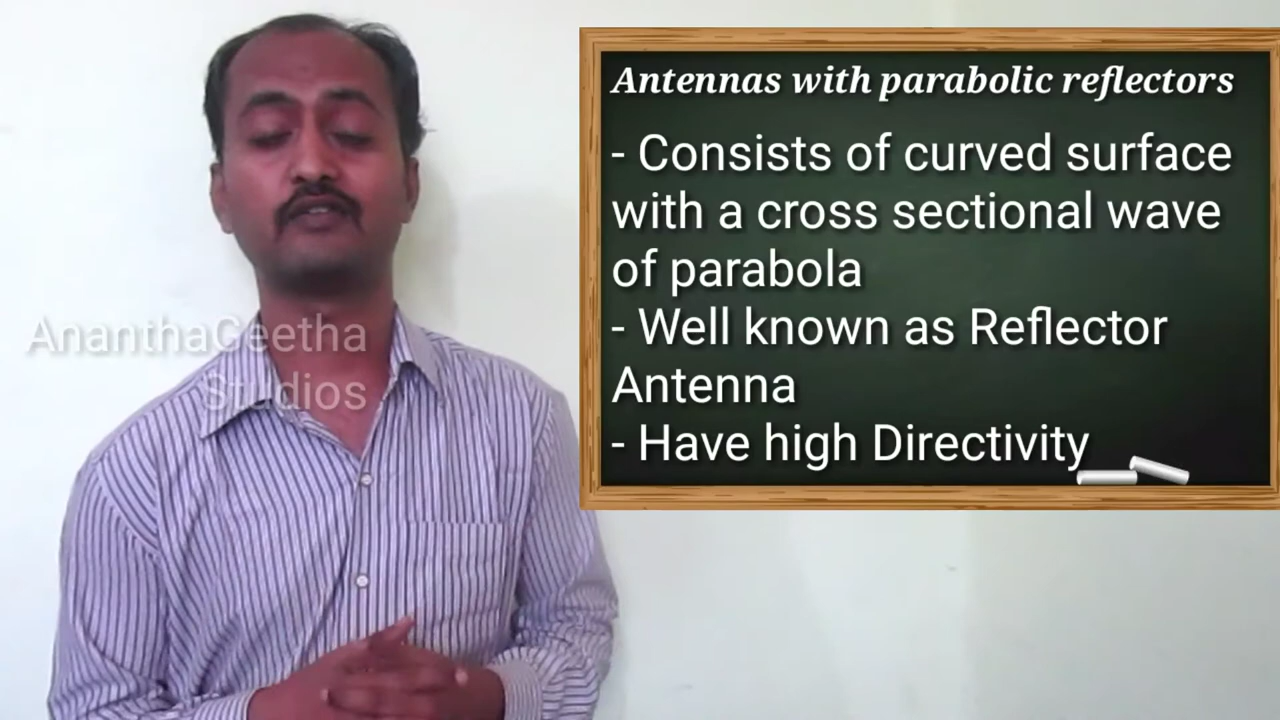 Antennas with parabolic reflectors
- Consists of curved surface
with a cross sectional wave
of parabola
- Well known as Reflector
Antenna
- Have high Directivity
AnanthaGeetha
Studios